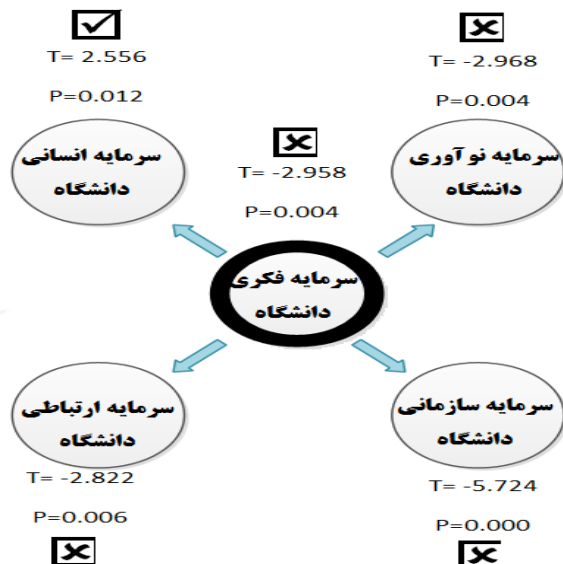 T= 2.556
P=0.012
سرمایه انسانی
دانشگاه
T= -2.968
P=0.004
سرمایه نوآوری
دانشگاه
T= -2.958
P=0.004
سرمایه فکری
دانشگاه
سرمایه ارتباطی
دانشگاه
T= -2.822
P=0.006
سرمایه سازمانی
دانشگاه
T= -5.724
P=0.000